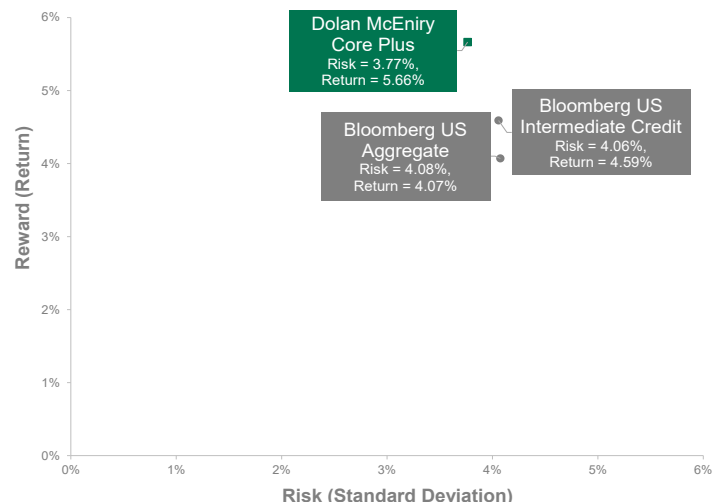 6%
5%
4%
3%
2%
1%
0%
Reward (Return)
Dolan McEniry
Core Plus
Risk = 3.77%,
Return = 5.66%
Bloomberg US
Aggregate
Risk = 4.08%,
Return = 4.07%
Bloomberg US
Intermediate Credit
Risk = 4.06%,
Return = 4.59%
0%
1%
2%
3%
4%
5%
6%
Risk (Standard Deviation)